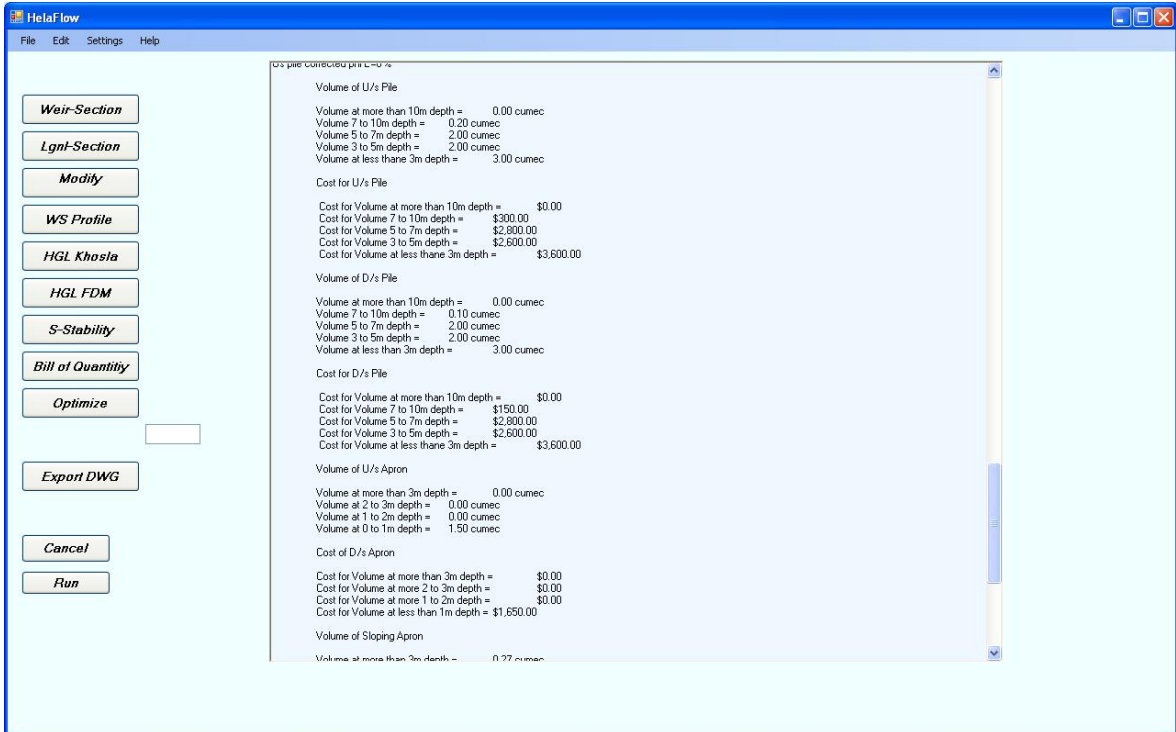 HelaFlow
File Edit Settings Help
Weir-Section
Lgnl-Section
Modify
WS Profile
HGL Khosla
HGL FDM
S-Stability
Bill of Quantitiy
Optimize
Export DWG
Cancel
Run
U/s pile corrected phi E =0 %
Volume of U/s Pile
Volume at more than 10m depth = 0.00 cumec
Volume 7 to 10m depth = 0.20 cumec
Volume 5 to 7m depth = 2.00 cumec
Volume 3 to 5m depth = 2.00 cumec
Volume at less thane 3m depth = 3.00 cumec
Cost for U/s Pile
Cost for Volume at more than 10m depth = $0.00
Cost for Volume 7 to 10m depth = $300.00
Cost for Volume 5 to 7m depth = $2,800.00
Cost for Volume 3 to 5m depth = $2,600.00
Cost for Volume at less thane 3m depth = $3,600.00
Volume of D/s Pile
Volume at more than 10m depth = 0.00 cumec
Volume 7 to 10m depth = 0.10 cumec
Volume 5 to 7m depth = 2.00 cumec
Volume 3 to 5m depth = 2.00 cumec
Volume at less than 3m depth = 3.00 cumec
Cost for D/s Pile
Cost for Volume at more than 10m depth = $0.00
Cost for Volume 7 to 10m depth = $150.00
Cost for Volume 5 to 7m depth = $2,800.00
Cost for Volume 3 to 5m depth = $2,600.00
Cost for Volume at less thane 3m depth = $3,600.00
Volume of U/s Apron
Volume at more than 3m depth = 0.00 cumec
Volume at 2 to 3m depth = 0.00 cumec
Volume at 1 to 2m depth = 0.00 cumec
Volume at 0 to 1m depth = 1.50 cumec
Cost of D/s Apron
Cost for Volume at more than 3m depth = $0.00
Cost for Volume at more 2 to 3m depth = $0.00
Cost for Volume at more 1 to 2m depth = $0.00
Cost for Volume at less than 1m depth = $1,650.00
Volume of Sloping Apron
Volume at more than 3m depth = 0.27 cumec